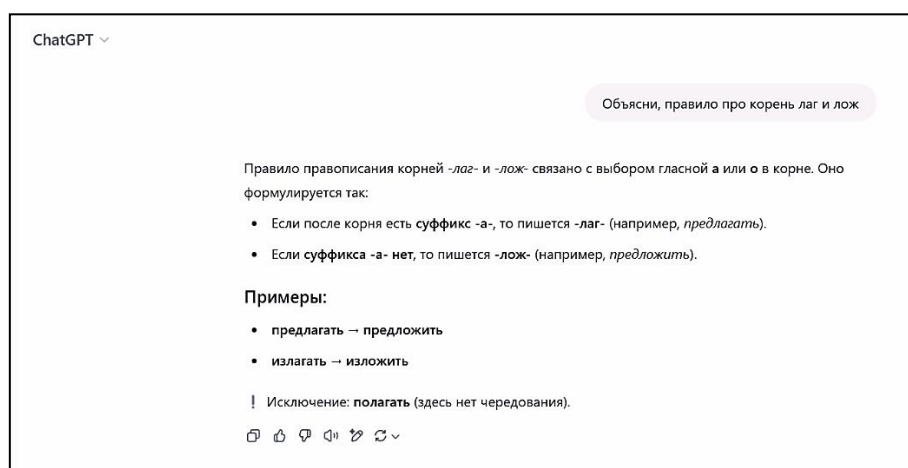 ChatGPT
Объясни, правило про корень лаг и лож
Правило правописания корней -лаг- и -лож- связано с выбором гласной а или о в корне. Оно
формулируется так:
• Если после корня есть суффикс -а-, то пишется -лаг- (например, предлагать).
• Если суффикса -а- нет, то пишется -лож- (например, предложить).
Примеры:
• предлагать → предложить
• излагать → изложить
❗ Исключение: полагать (здесь нет чередования).